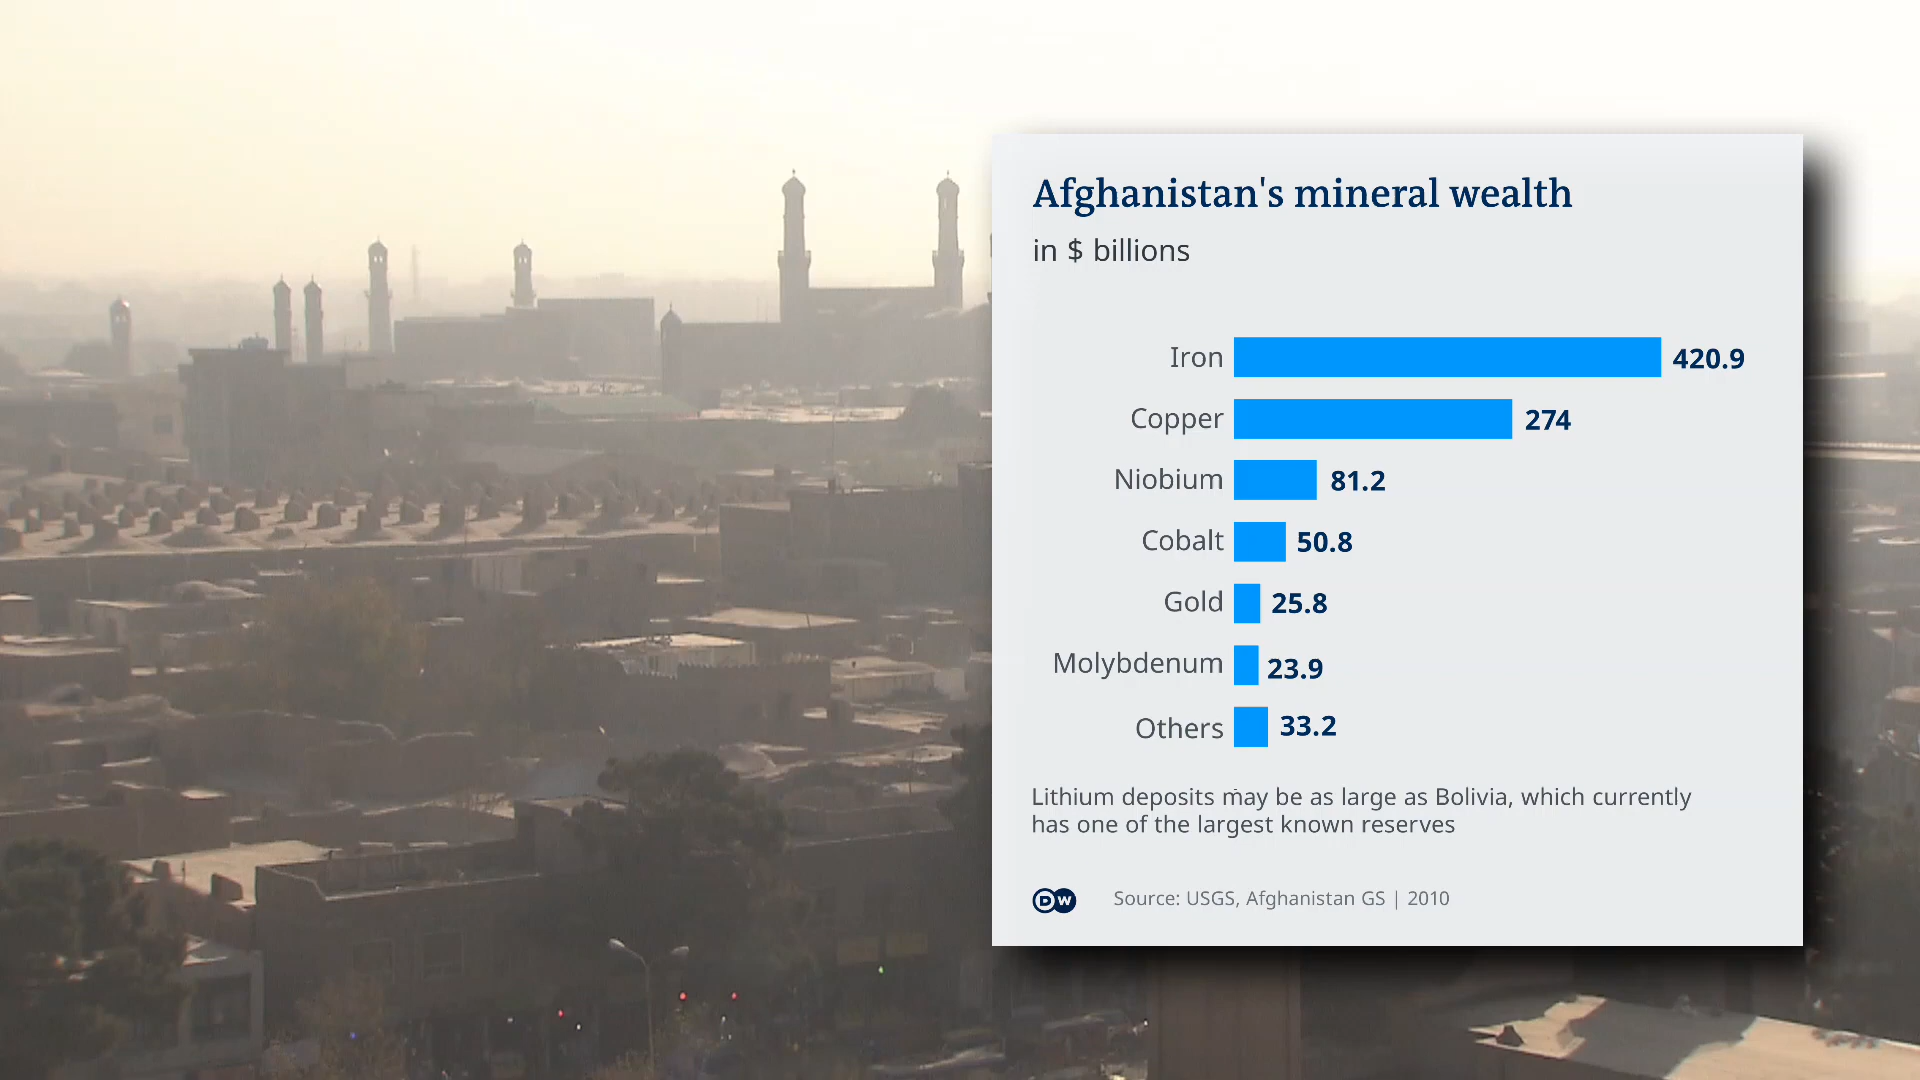 Afghanistan's mineral wealth
in $ billions
Iron 420.9
Copper 274
Niobium 81.2
Cobalt 50.8
Gold 25.8
Molybdenum 23.9
Others 33.2
Lithium deposits may be as large as Bolivia, which currently
has one of the largest known reserves
DW Source: USGS, Afghanistan GS | 2010